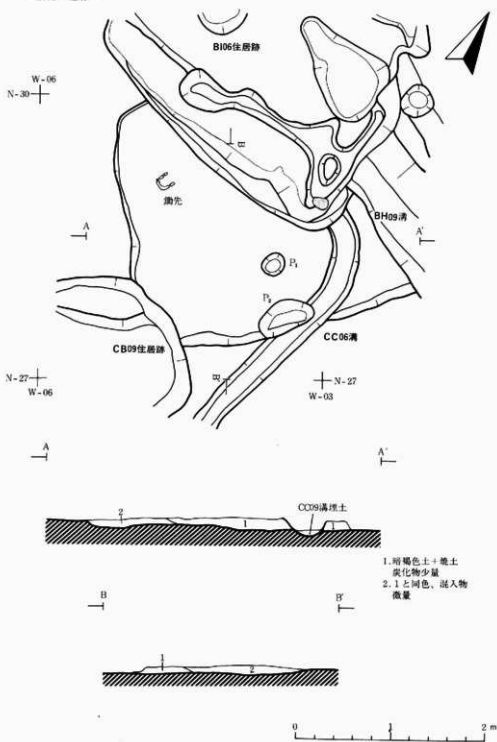 BI06住居跡
W-06
N-30
B
鋤先
BH09溝
A
A'
P₁
P₂
CB09住居跡
CC06溝
B'
N-27
W-06
N-27
W-03
A
A'
CC09溝埋土
2
1
1
1.暗褐色土+焼土
炭化物少量
2.1と同色、混入物
微量
B
B'
1
2
0
1
2m